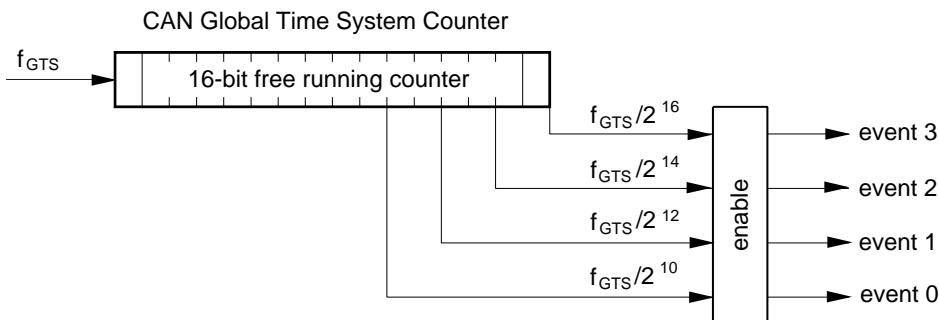 CAN Global Time System Counter
fGTS
16-bit free running counter
fGTS/2 16
event 3
fGTS/2 14
event 2
fGTS/2 12
event 1
fGTS/2 10
event 0
enable